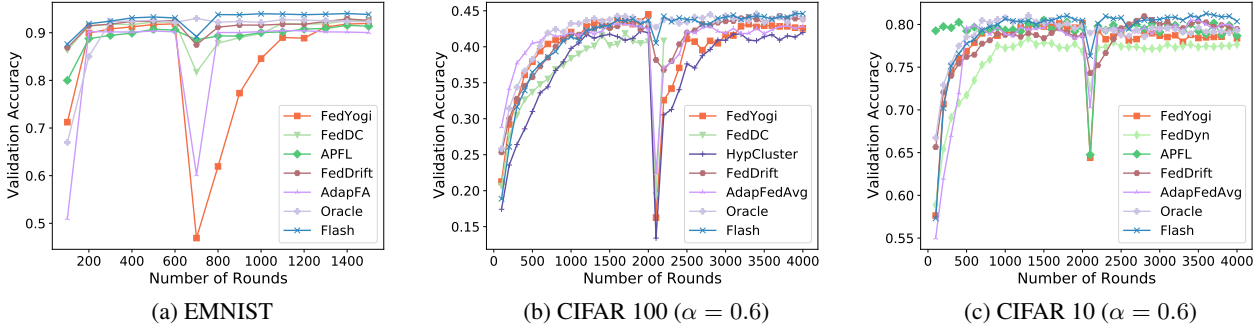 Validation Accuracy
0.9
0.8
0.7
0.6
0.5
200 400 600 800 1000 1200 1400
Number of Rounds
FedYogi
FedDC
APFL
FedDrift
AdapFA
Oracle
Flash
(a) EMNIST
Validation Accuracy
0.45
0.40
0.35
0.30
0.25
0.20
0.15
0 500 1000 1500 2000 2500 3000 3500 4000
Number of Rounds
FedYogi
FedDC
HypCluster
FedDrift
AdapFedAvg
Oracle
Flash
(b) CIFAR 100 (α = 0.6)
Validation Accuracy
0.80
0.75
0.70
0.65
0.60
0.55
0 500 1000 1500 2000 2500 3000 3500 4000
Number of Rounds
FedYogi
FedDyn
APFL
FedDrift
AdapFedAvg
Oracle
Flash
(c) CIFAR 10 (α = 0.6)